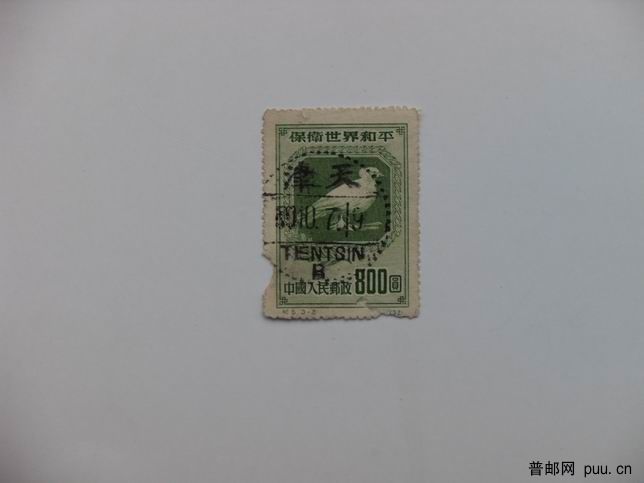 保衛世界和平
津天
TIENTSIN
B
中國人民郵政 800圓
普邮网 puu.cn